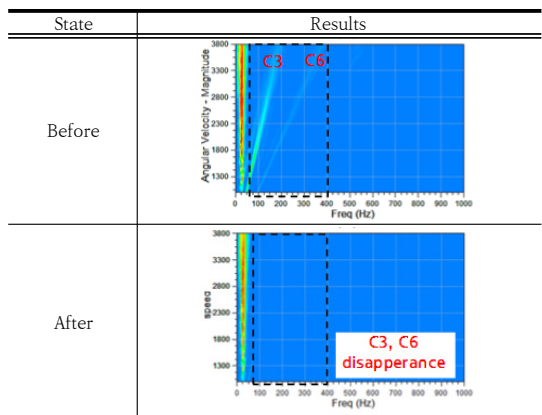 State Results
Before
Angular Velocity - Magnitude
3800
3300
2800
2300
1800
1300
C3 C6
0 100 200 300 400 500 600 700 800 900 1000
Freq (Hz)
After
speed
3800
3300
2800
2300
1800
1300
C3, C6
disapperance
0 100 200 300 400 500 600 700 800 900 1000
Freq (Hz)